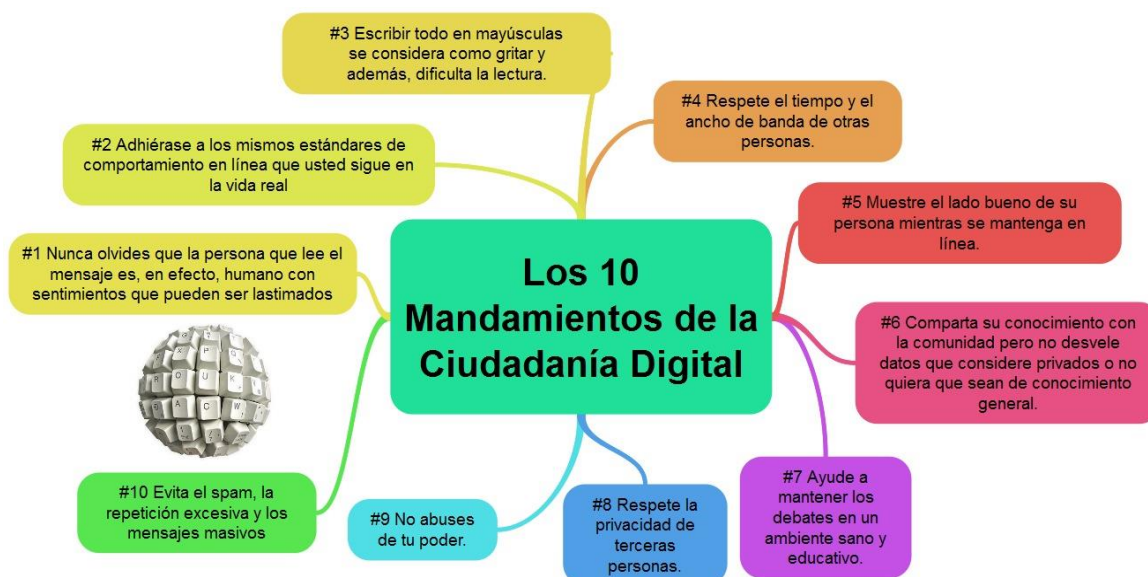 #3 Escribir todo en mayúsculas
se considera como gritar y
además, dificulta la lectura.
#4 Respete el tiempo y el
ancho de banda de otras
personas.
#2 Adhiérase a los mismos estándares de
comportamiento en línea que usted sigue en
la vida real
#5 Muestre el lado bueno de su
persona mientras se mantenga en
línea.
#1 Nunca olvides que la persona que lee el
mensaje es, en efecto, humano con
sentimientos que pueden ser lastimados
Los 10
Mandamientos de la
Ciudadanía Digital
#6 Comparta su conocimiento con
la comunidad pero no desvele
datos que considere privados o no
quiera que sean de conocimiento
general.
#10 Evita el spam, la
repetición excesiva y los
mensajes masivos
#9 No abuses
de tu poder.
#8 Respete la
privacidad de
terceras
personas.
#7 Ayude a
mantener los
debates en un
ambiente sano y
educativo.